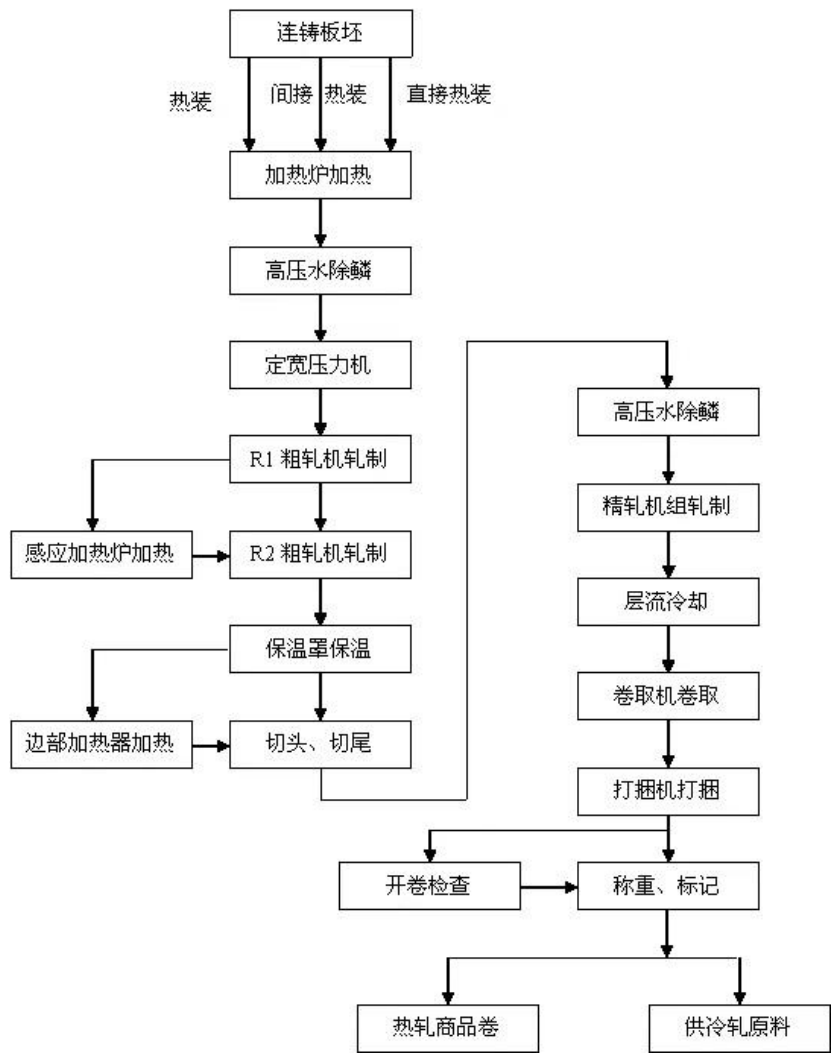 连铸板坯
热装
间接 热装
直接热装
加热炉加热
高压水除鳞
定宽压力机
R1 粗轧机轧制
感应加热炉加热
R2 粗轧机轧制
保温罩保温
边部加热器加热
切头、切尾
高压水除鳞
精轧机组轧制
层流冷却
卷取机卷取
打捆机打捆
开卷检查
称重、标记
热轧商品卷
供冷轧原料